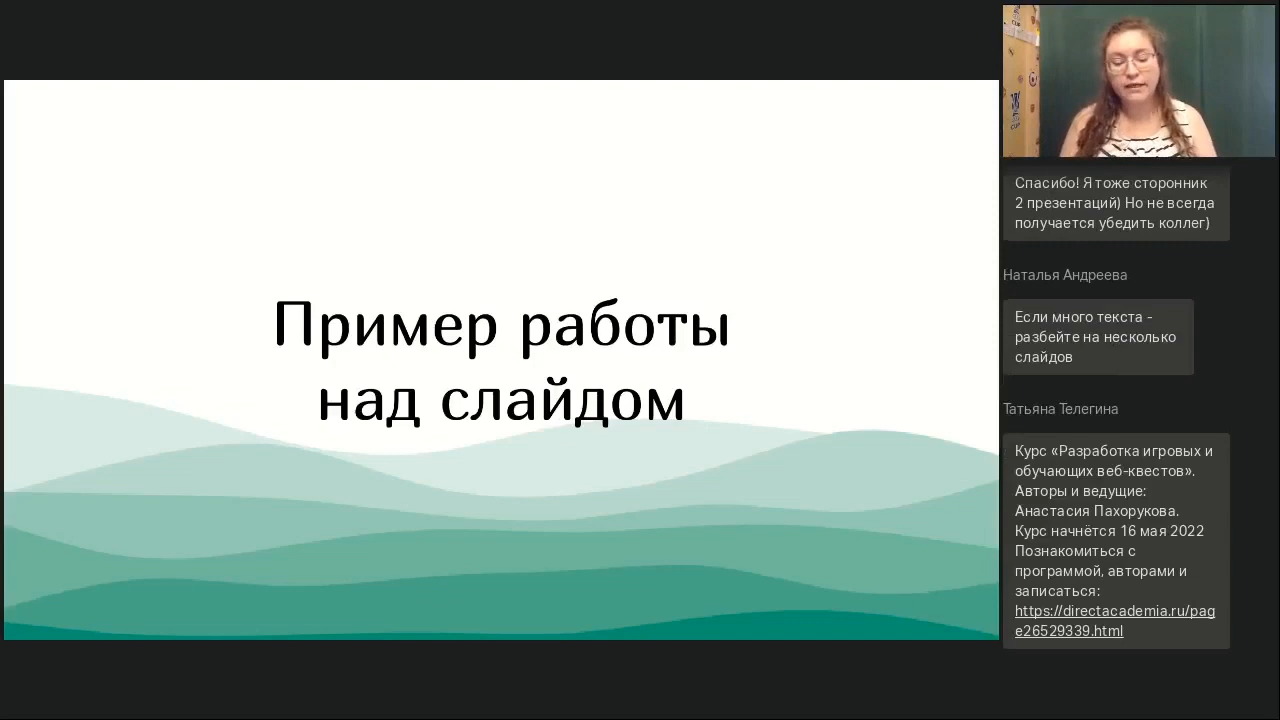 Пример работы
над слайдом
Спасибо! Я тоже сторонник
2 презентаций) Но не всегда
получается убедить коллег)
Наталья Андреева
Если много текста -
разбейте на несколько
слайдов
Татьяна Телегина
Курс «Разработка игровых и
обучающих веб-квестов».
Авторы и ведущие:
Анастасия Пахорукова.
Курс начнётся 16 мая 2022
Познакомиться с
программой, авторами и
записаться:
https://directacademia.ru/pag
e26529339.html